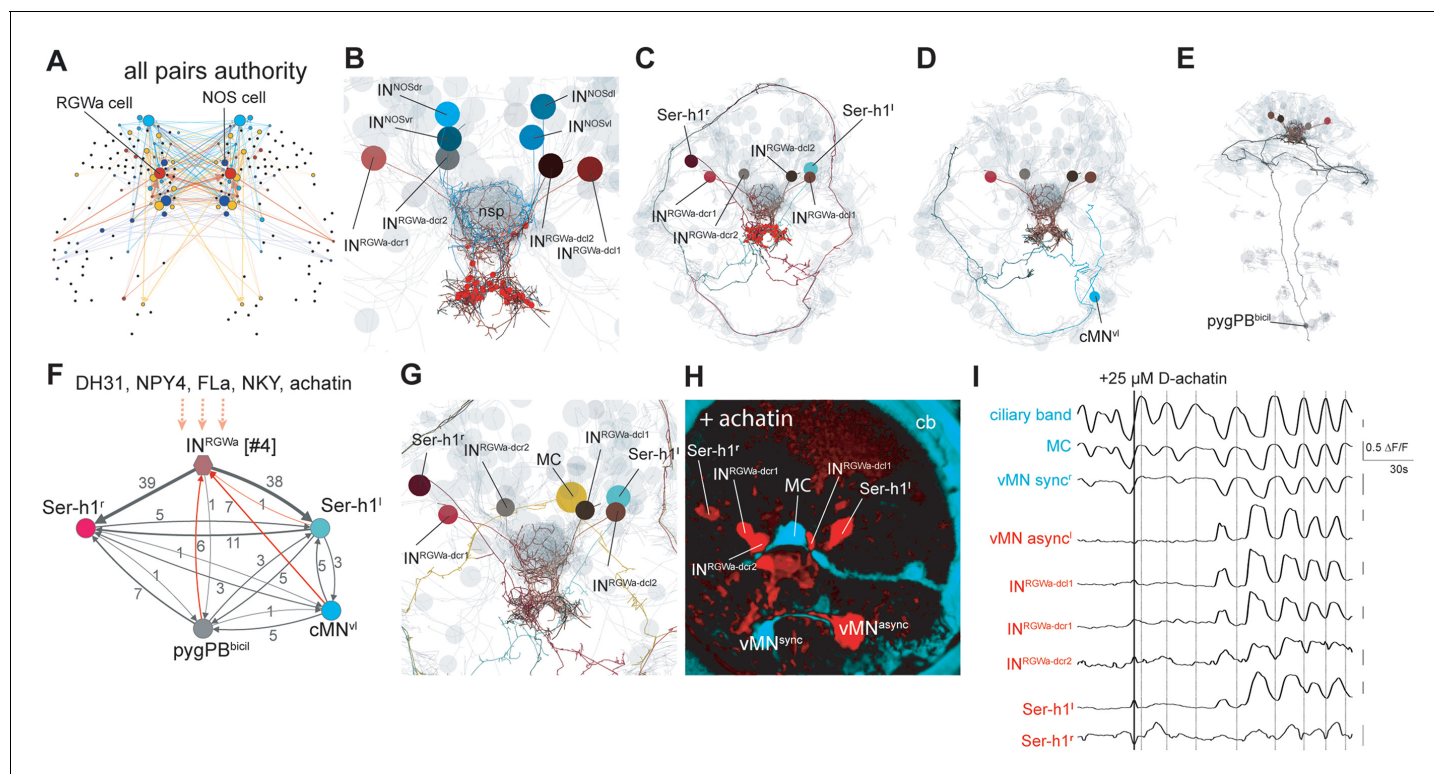 A
all pairs authority
RGWa cell
NOS cell
B
IN^NOSdr
IN^NOSdl
IN^NOSvr
IN^NOSvl
nsp
IN^RGWa-dcr1
IN^RGWa-dcr2
IN^RGWa-dcl2
IN^RGWa-dcl1
C
Ser-h1^r
Ser-h1^l
IN^RGWa-dcl2
IN^RGWa-dcr1
IN^RGWa-dcl1
IN^RGWa-dcr2
D
cMN^vl
E
pygPB^bicil
F
DH31, NPY4, FLa, NKY, achatin
IN^RGWa [#4]
39
38
1
7
1
Ser-h1^r
Ser-h1^l
5
11
1
6
3
3
5
3
1
7
1
5
cMN^vl
pygPB^bicil
G
Ser-h1^r
IN^RGWa-dcr2
MC
IN^RGWa-dcl1
Ser-h1^l
IN^RGWa-dcr1
IN^RGWa-dcl2
H
+ achatin
cb
Ser-h1^r
IN^RGWa-dcr1
MC
IN^RGWa-dcl1
Ser-h1^l
IN^RGWa-dcr2
vMN^sync
vMN^async
I
+25 µM D-achatin
ciliary band
MC
vMN sync^r
vMN async^l
IN^RGWa-dcl1
IN^RGWa-dcr1
IN^RGWa-dcr2
Ser-h1^l
Ser-h1^r
0.5 ΔF/F
30s